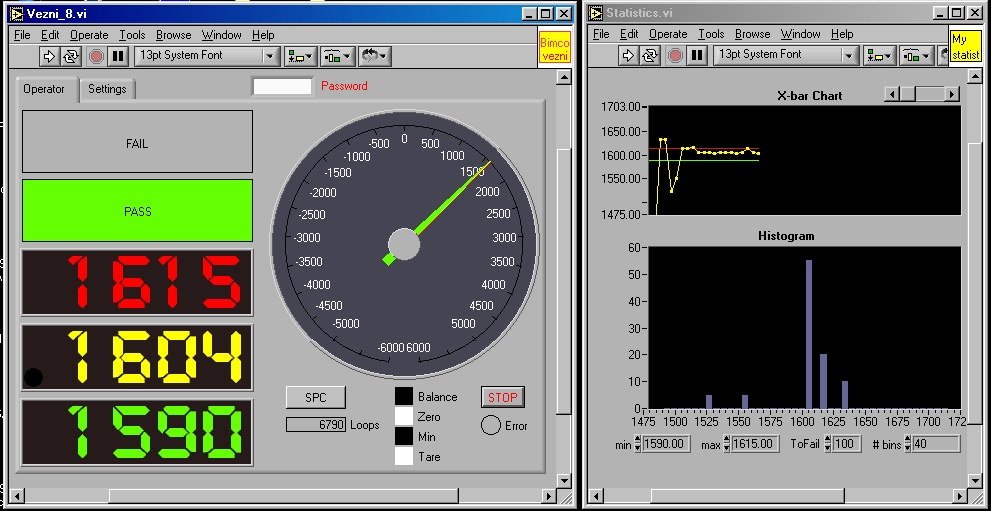 Vezni_8.vi
File Edit Operate Tools Browse Window Help
13pt System Font
Bimco
vezni
Operator Settings
Password
FAIL
PASS
1615
1604
1590
0
-500 500
-1000 1000
-1500 1500
-2000 2000
-2500 2500
-3000 3000
-3500 3500
-4000 4000
-4500 4500
-5000 5000
-6000 6000
SPC
6790 Loops
Balance
Zero
Min
Tare
STOP
Error
Statistics.vi
File Edit Operate Tools Browse Window Help
13pt System Font
My
statist
X-bar Chart
1703.00
1650.00
1600.00
1550.00
1475.00
Histogram
60
50
40
30
20
10
0
1475 1500 1525 1550 1575 1600 1625 1650 1675 1700 172
min 1590.00 max 1615.00 ToFail 100 # bins 40